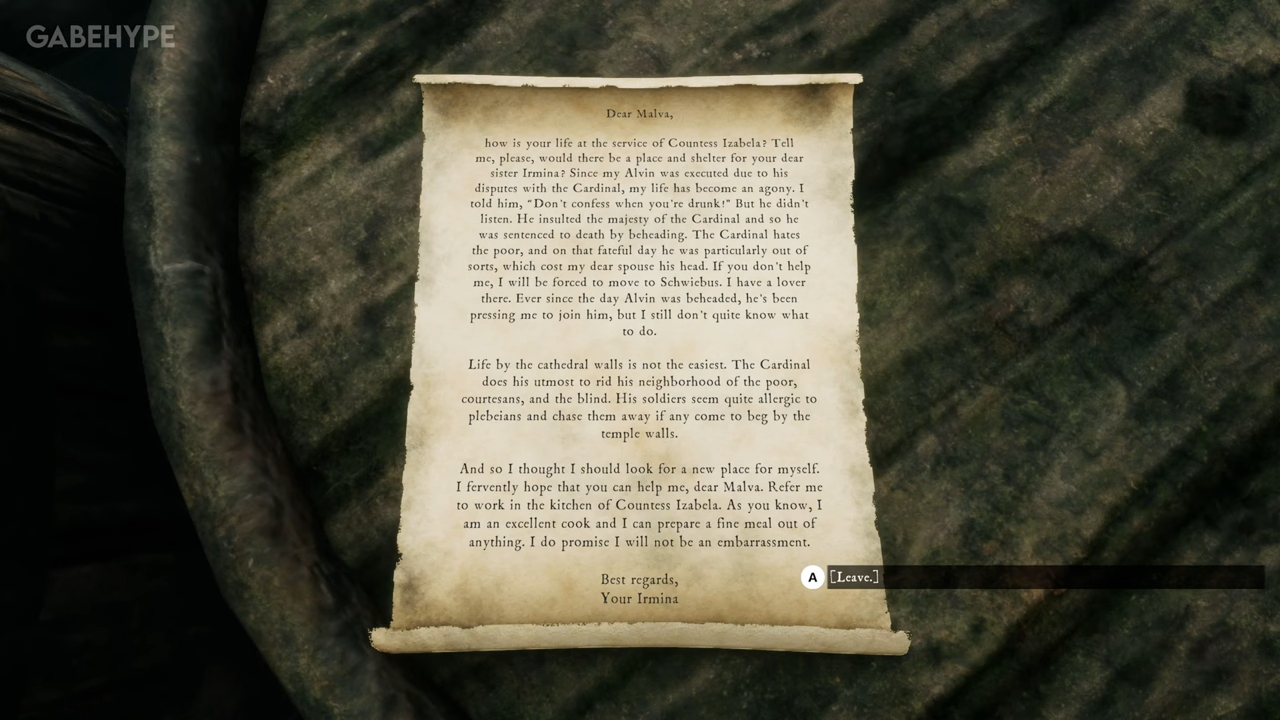 GABEHYPE
Dear Malva,
how is your life at the service of Countess Izabela? Tell
me, please, would there be a place and shelter for your dear
sister Irmina? Since my Alvin was executed due to his
disputes with the Cardinal, my life has become an agony. I
told him, "Don't confess when you're drunk!" But he didn't
listen. He insulted the majesty of the Cardinal and so he
was sentenced to death by beheading. The Cardinal hates
the poor, and on that fateful day he was particularly out of
sorts, which cost my dear spouse his head. If you don't help
me, I will be forced to move to Schwiebus. I have a lover
there. Ever since the day Alvin was beheaded, he's been
pressing me to join him, but I still don't quite know what
to do.
Life by the cathedral walls is not the easiest. The Cardinal
does his utmost to rid his neighborhood of the poor,
courtesans, and the blind. His soldiers seem quite allergic to
plebeians and chase them away if any come to beg by the
temple walls.
And so I thought I should look for a new place for myself.
I fervently hope that you can help me, dear Malva. Refer me
to work in the kitchen of Countess Izabela. As you know, I
am an excellent cook and I can prepare a fine meal out of
anything. I do promise I will not be an embarrassment.
Best regards,
Your Irmina
A [Leave.]